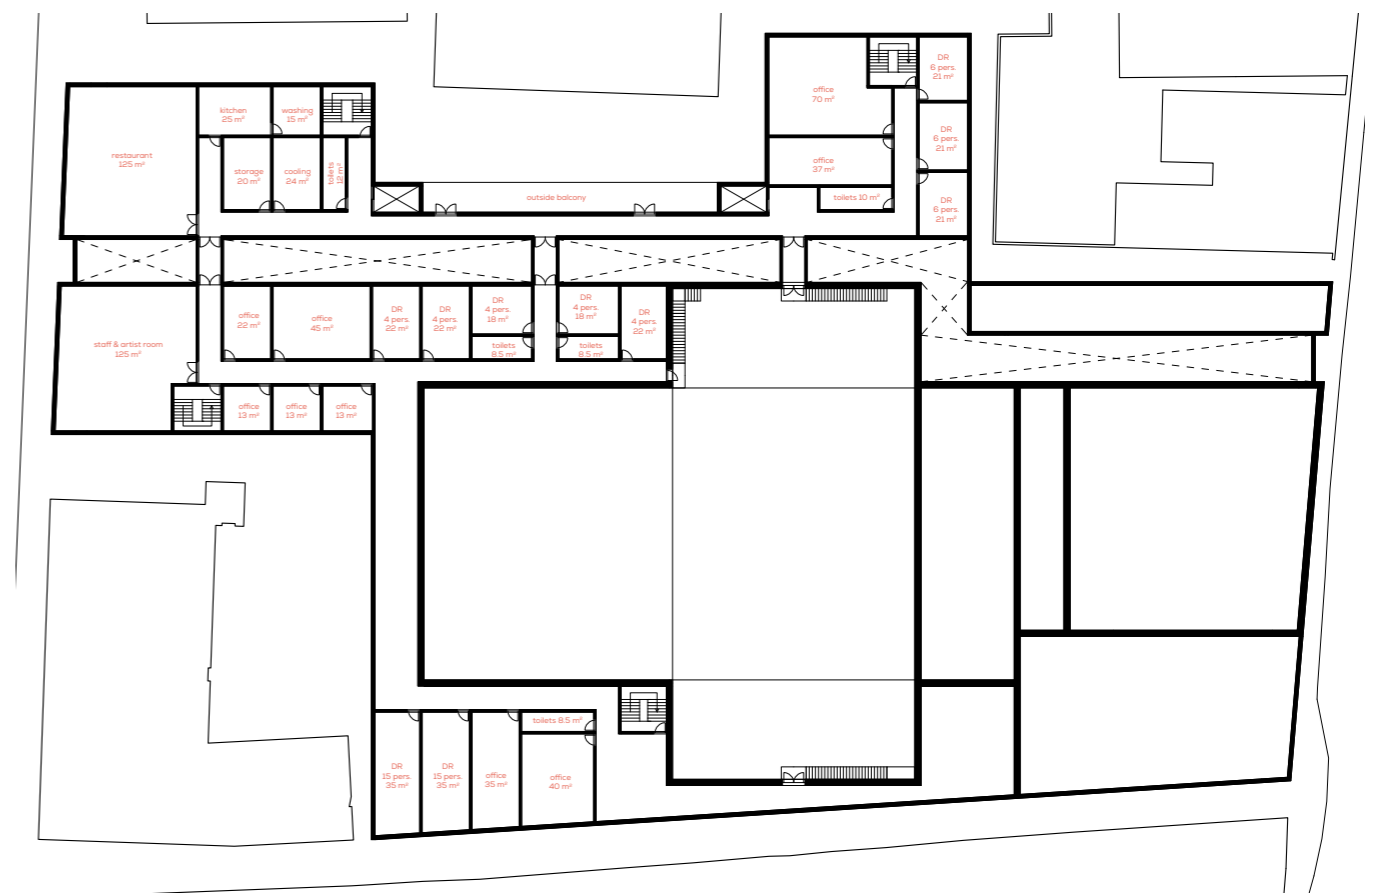 DR
6 pers.
21 m²
office
70 m²
kitchen
25 m²
washing
15 m²
restaurant
125 m²
DR
6 pers.
21 m²
office
37 m²
storage
20 m²
cooling
24 m²
toilets
12 m²
outside balcony
toilets 10 m²
DR
6 pers.
21 m²
office
22 m²
office
45 m²
DR
4 pers.
22 m²
DR
4 pers.
22 m²
DR
4 pers.
18 m²
DR
4 pers.
18 m²
DR
4 pers.
22 m²
staff & artist room
125 m²
toilets
8.5 m²
toilets
8.5 m²
office
13 m²
office
13 m²
office
13 m²
toilets 8.5 m²
DR
15 pers.
35 m²
DR
15 pers.
35 m²
office
35 m²
office
40 m²